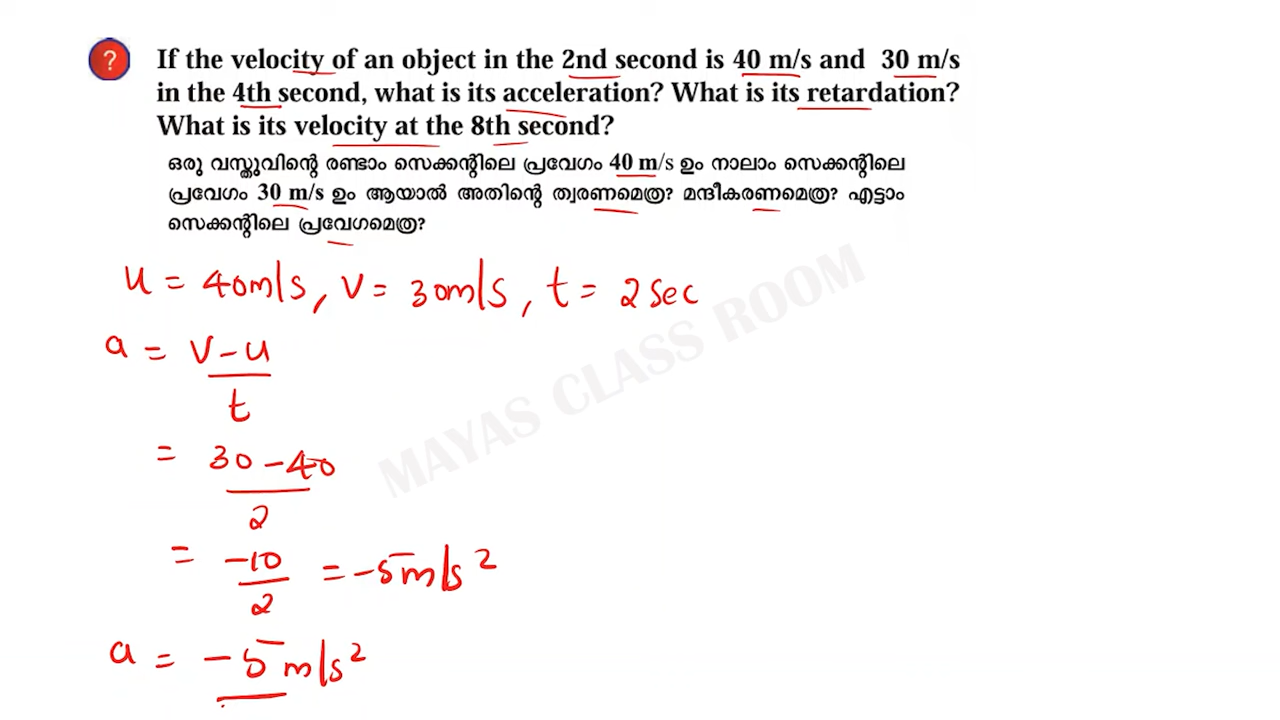 ?
If the velocity of an object in the 2nd second is 40 m/s and 30 m/s
in the 4th second, what is its acceleration? What is its retardation?
What is its velocity at the 8th second?
ഒരു വസ്തുവിന്റെ രണ്ടാം സെക്കന്റിലെ പ്രവേഗം 40 m/s ഉം നാലാം സെക്കന്റിലെ
പ്രവേഗം 30 m/s ഉം ആയാൽ അതിന്റെ ത്വരണമെത്ര? മന്ദീകരണമെത്ര? എട്ടാം
സെക്കന്റിലെ പ്രവേഗമെത്ര?
u = 40m/s, v = 30m/s, t = 2 sec
a = v - u
t
= 30 - 40
2
= -10
2
= -5m/s²
a = -5 m/s²
MAYAS CLASS ROOM